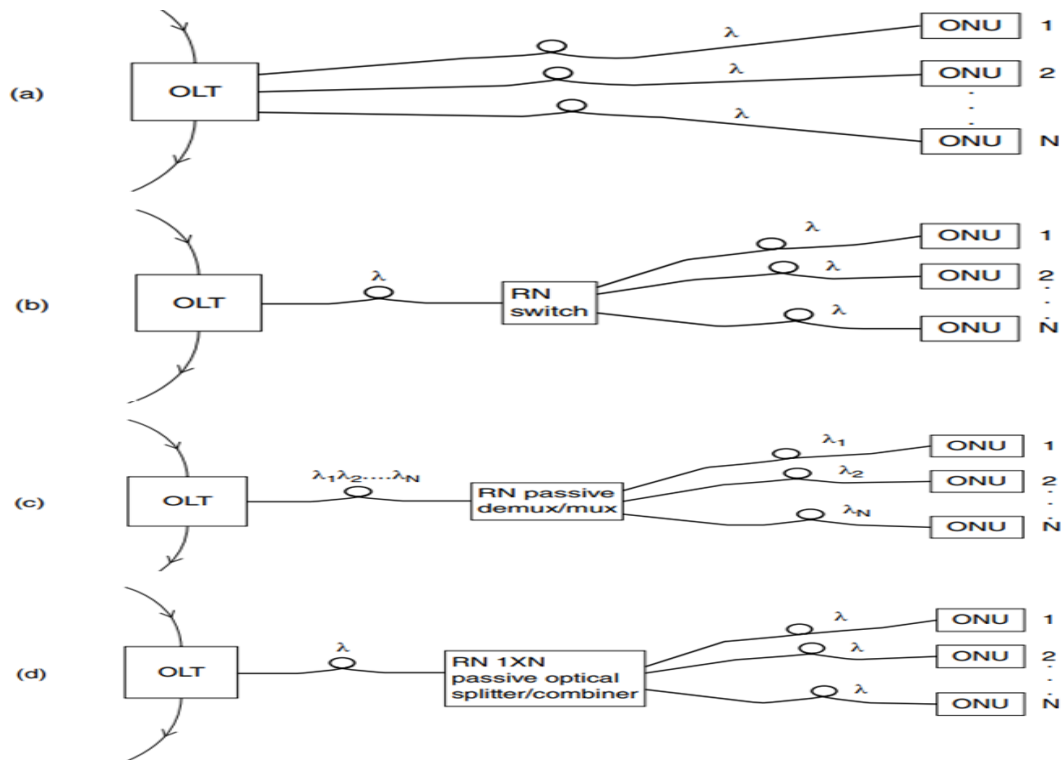 (a)
OLT
λ
λ
λ
ONU 1
ONU 2
ONU N
(b)
OLT
λ
RN
switch
λ
λ
λ
ONU 1
ONU 2
ONU N
(c)
OLT
λ1λ2....λN
RN passive
demux/mux
λ1
λ2
λN
ONU 1
ONU 2
ONU N
(d)
OLT
λ
RN 1XN
passive optical
splitter/combiner
λ
λ
λ
ONU 1
ONU 2
ONU N